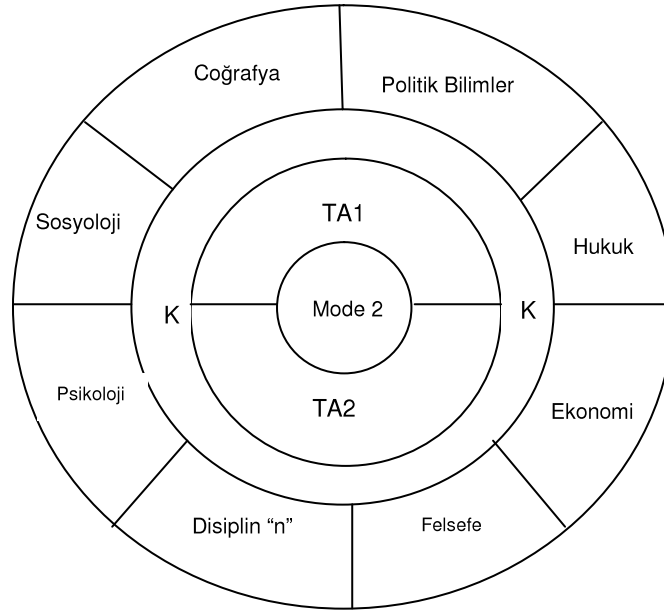 Coğrafya
Politik Bilimler
Sosyoloji
TA1
Hukuk
K
Mode 2
K
Psikoloji
TA2
Ekonomi
Disiplin “n”
Felsefe